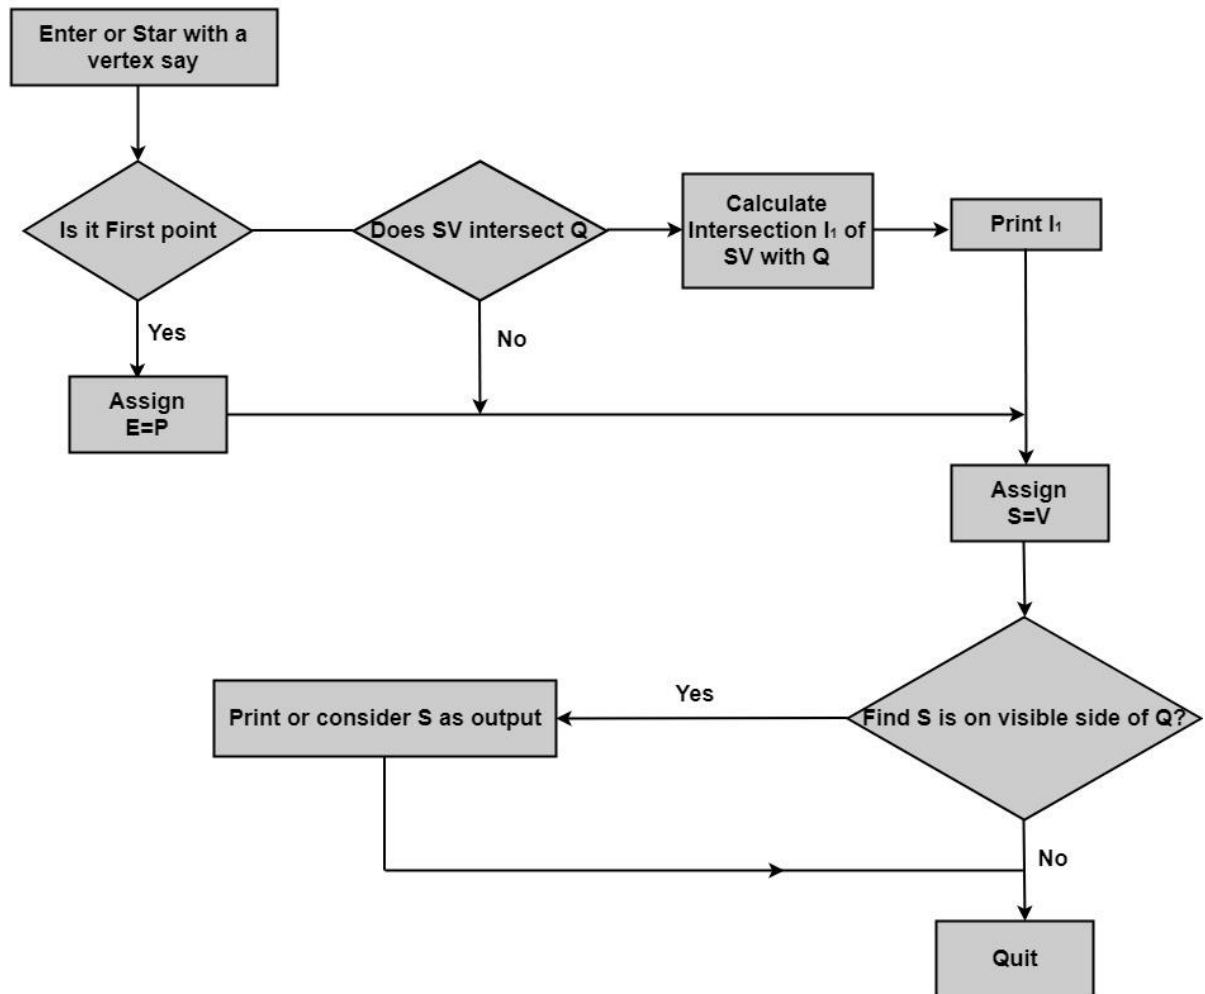 Enter or Star with a
vertex say
Is it First point
Does SV intersect Q
Calculate
Intersection I₁ of
SV with Q
Print I₁
Yes
No
Assign
E=P
Assign
S=V
Yes
Print or consider S as output
Find S is on visible side of Q?
No
Quit